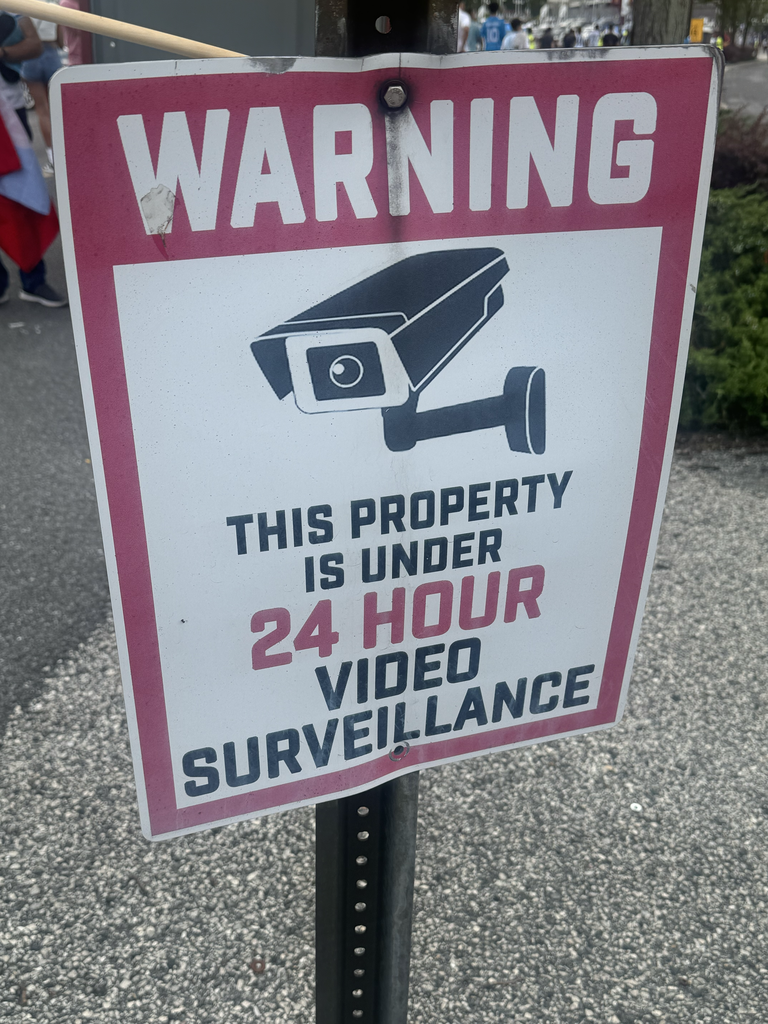 WARNING
THIS PROPERTY
IS UNDER
24 HOUR
VIDEO
SURVEILLANCE